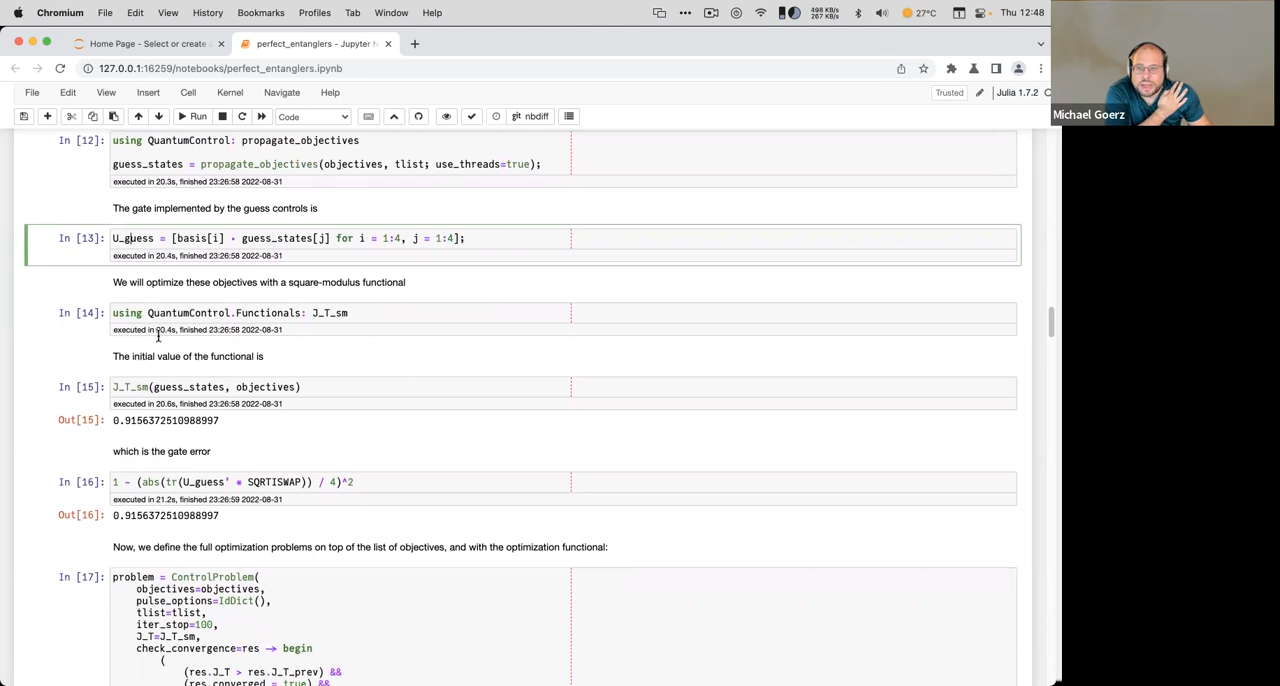 Chromium File Edit View History Bookmarks Profiles Tab Window Help 498 KB/s 267 KB/s 27°C Thu 12:48
Home Page - Select or create a perfect_entanglers - Jupyter N
127.0.0.1:16259/notebooks/perfect_entanglers.ipynb
File Edit View Insert Cell Kernel Navigate Help Trusted Julia 1.7.2
Michael Goerz
Run Code nbdiff
In [12]: using QuantumControl: propagate_objectives
guess_states = propagate_objectives(objectives, tlist; use_threads=true);
executed in 20.3s, finished 23:26:58 2022-08-31
The gate implemented by the guess controls is
In [13]: U_guess = [basis[i] ⋅ guess_states[j] for i = 1:4, j = 1:4];
executed in 20.4s, finished 23:26:58 2022-08-31
We will optimize these objectives with a square-modulus functional
In [14]: using QuantumControl.Functionals: J_T_sm
executed in 20.4s, finished 23:26:58 2022-08-31
The initial value of the functional is
In [15]: J_T_sm(guess_states, objectives)
executed in 20.6s, finished 23:26:58 2022-08-31
Out[15]: 0.9156372510988997
which is the gate error
In [16]: 1 - (abs(tr(U_guess' * SQRTISWAP)) / 4)^2
executed in 21.2s, finished 23:26:59 2022-08-31
Out[16]: 0.9156372510988997
Now, we define the full optimization problems on top of the list of objectives, and with the optimization functional:
In [17]: problem = ControlProblem(
objectives=objectives,
pulse_options=IdDict(),
tlist=tlist,
iter_stop=100,
J_T=J_T_sm,
check_convergence=res -> begin
(
(res.J_T > res.J_T_prev) &&
(res.converged = true) &&